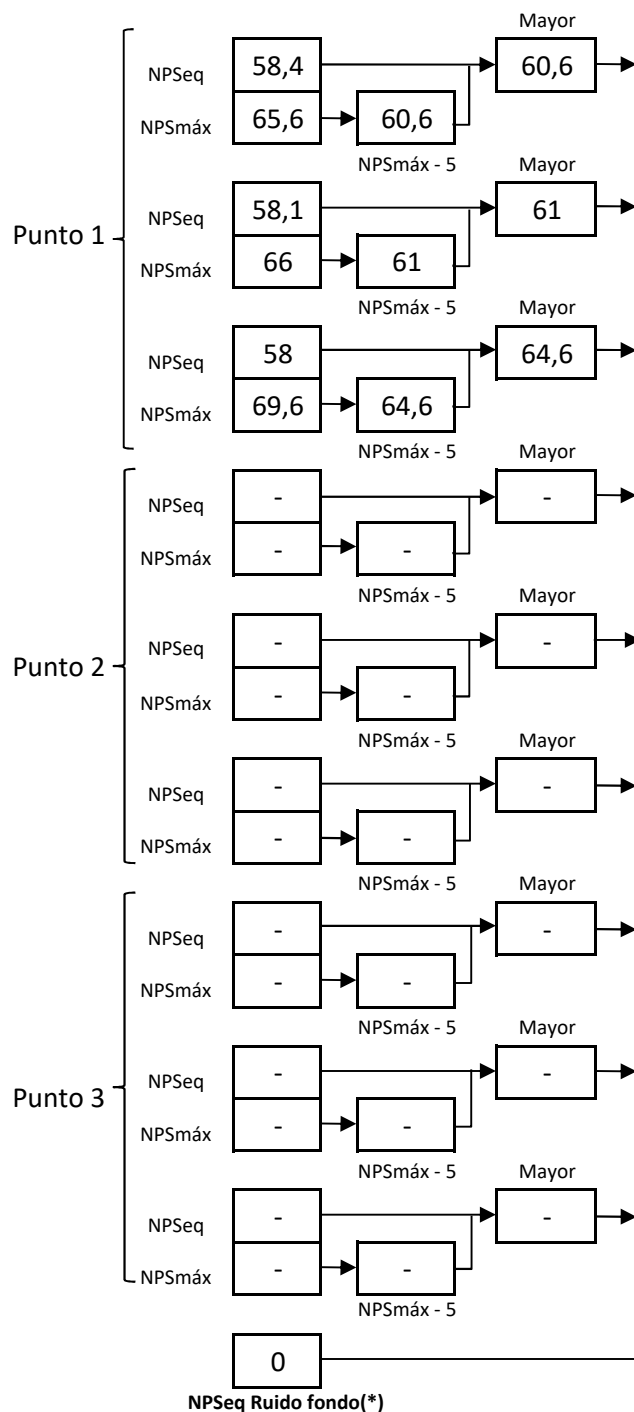 Mayor
NPSeq 58,4 60,6
NPSmáx 65,6 60,6
NPSmáx - 5
Mayor
Punto 1
NPSeq 58,1 61
NPSmáx 66 61
NPSmáx - 5
Mayor
NPSeq 58 64,6
NPSmáx 69,6 64,6
NPSmáx - 5
Mayor
NPSeq - -
NPSmáx - -
NPSmáx - 5
Mayor
Punto 2
NPSeq - -
NPSmáx - -
NPSmáx - 5
Mayor
NPSeq - -
NPSmáx - -
NPSmáx - 5
Mayor
NPSeq - -
NPSmáx - -
NPSmáx - 5
Mayor
Punto 3
NPSeq - -
NPSmáx - -
NPSmáx - 5
Mayor
NPSeq - -
NPSmáx - -
NPSmáx - 5
0
NPSeq Ruido fondo(*)